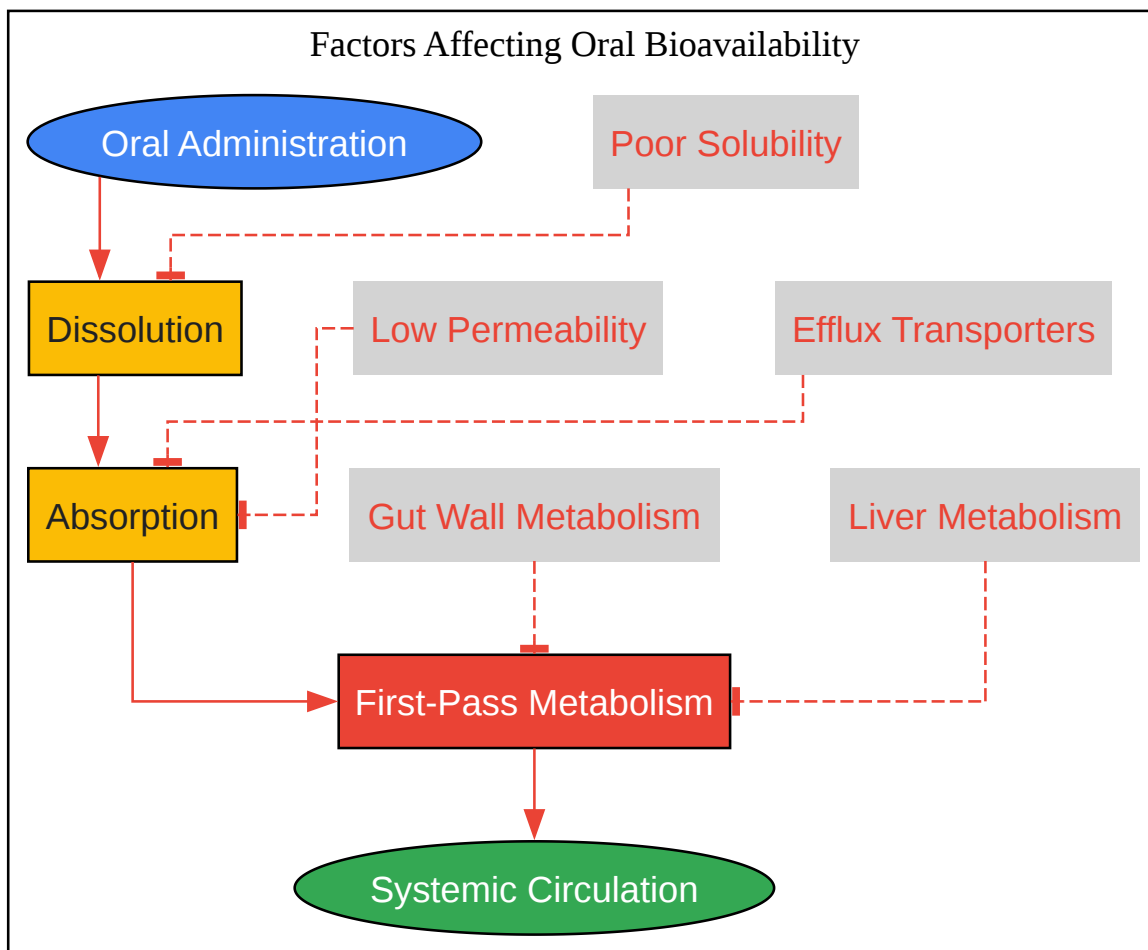 Factors Affecting Oral Bioavailability
Oral Administration
Poor Solubility
Dissolution
Low Permeability
Efflux Transporters
Absorption
Gut Wall Metabolism
Liver Metabolism
First-Pass Metabolism
Systemic Circulation